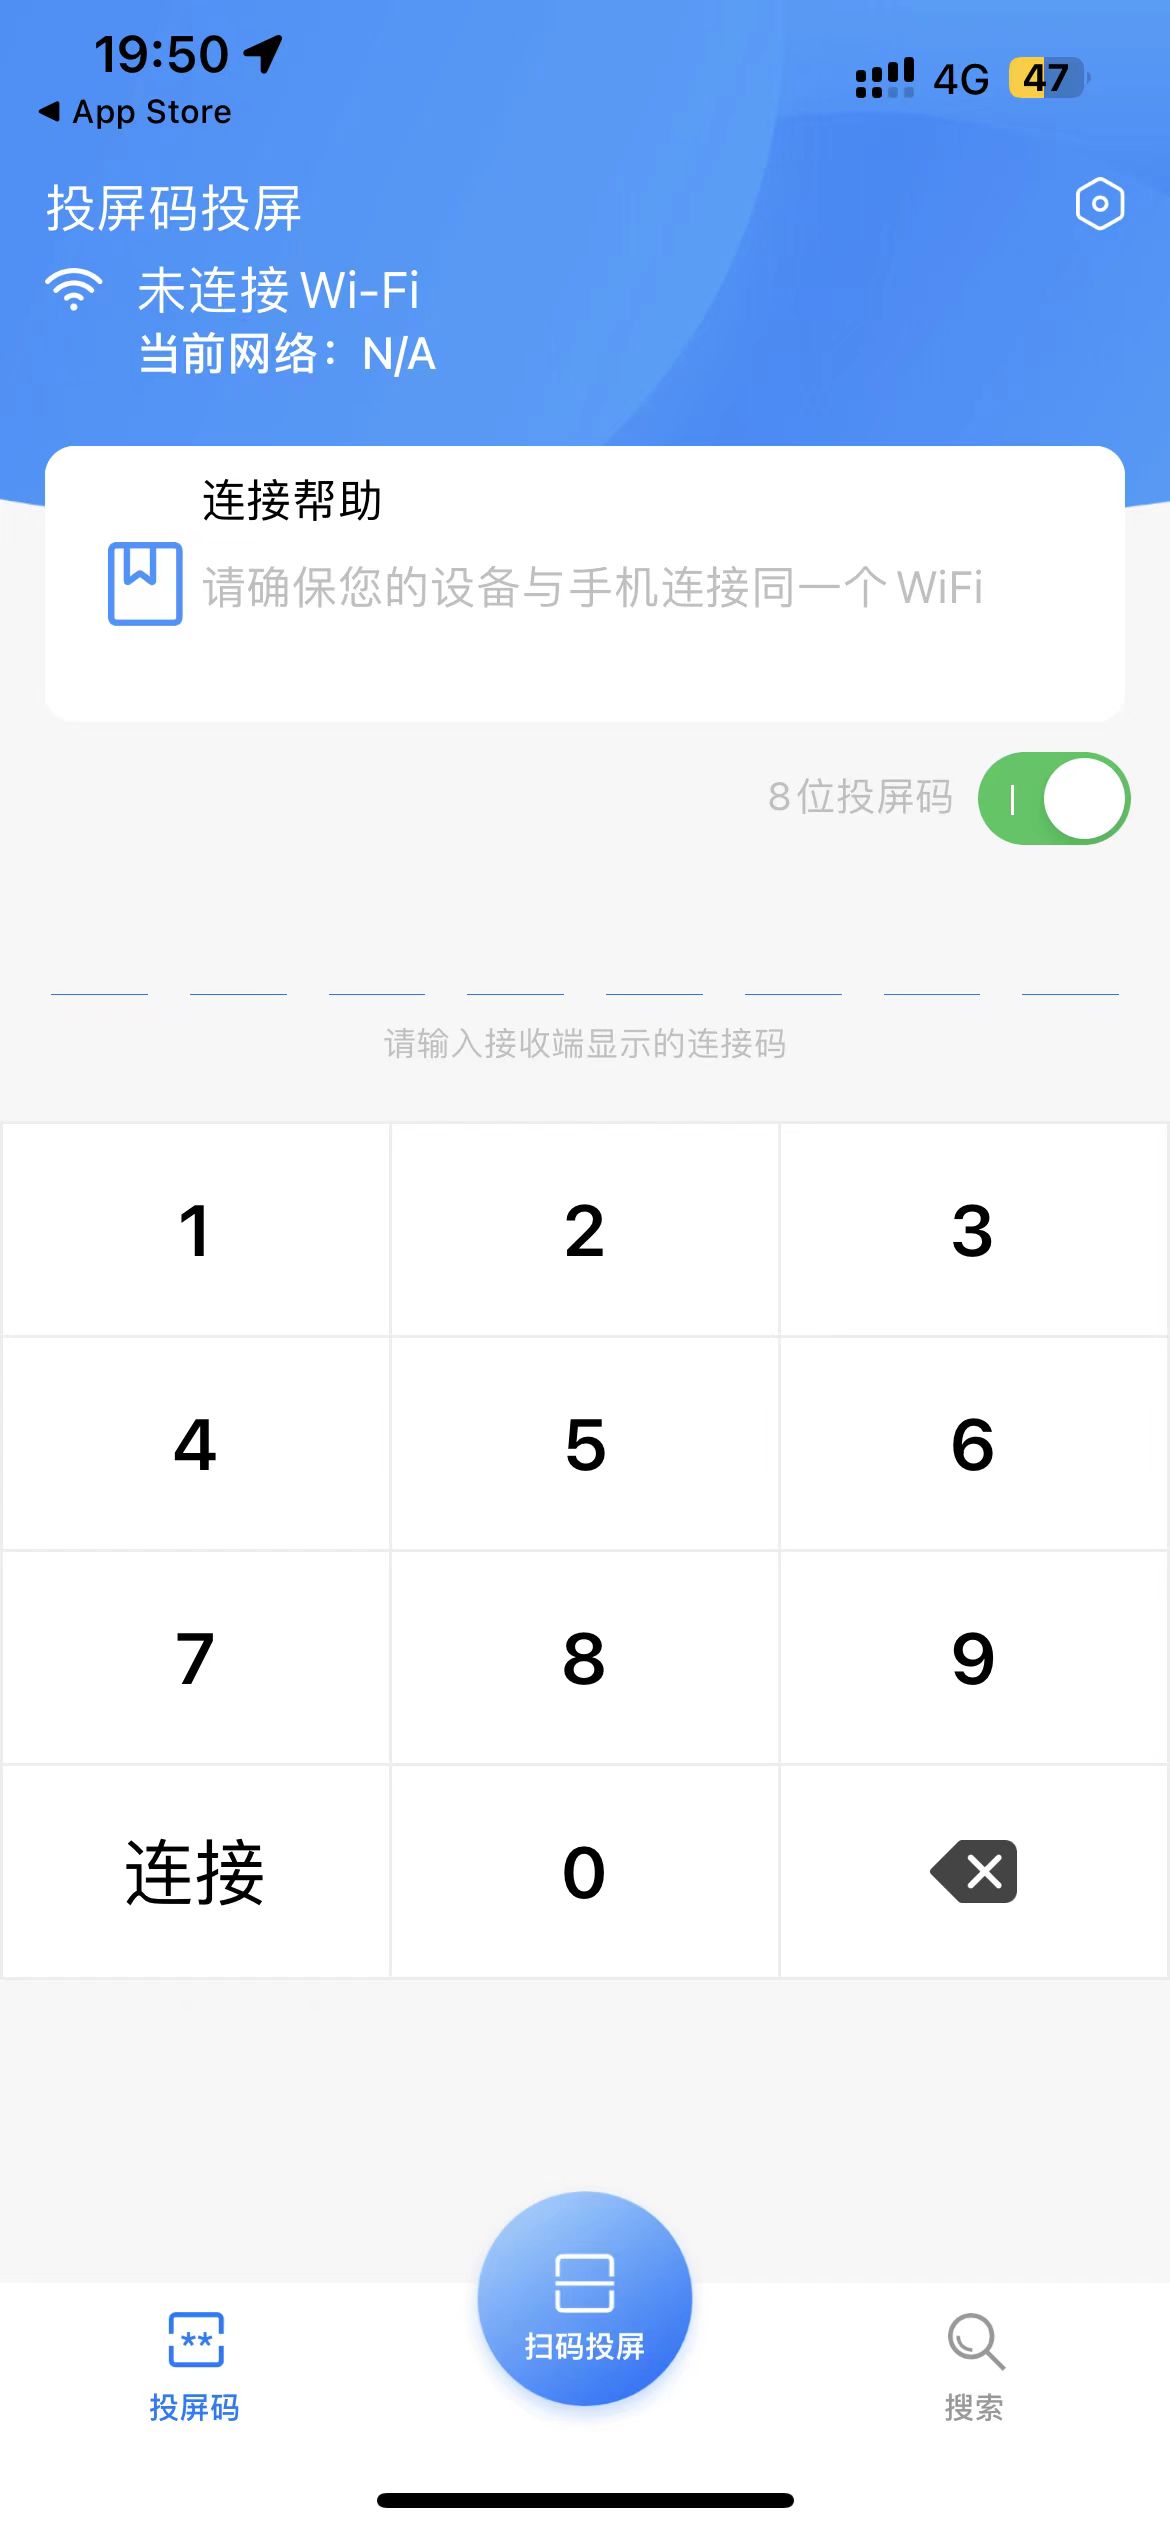 19:50
4G 47
◀ App Store
投屏码投屏
未连接 Wi-Fi
当前网络：N/A
连接帮助
请确保您的设备与手机连接同一个 WiFi
8位投屏码
请输入接收端显示的连接码
1 2 3
4 5 6
7 8 9
连接 0
**
扫码投屏
投屏码
搜索